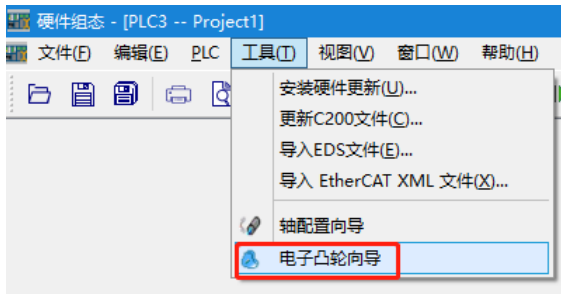 硬件组态 - [PLC3 -- Project1]
文件(F) 编辑(E) PLC 工具(T) 视图(V) 窗口(W) 帮助(H)
安装硬件更新(U)...
更新C200文件(C)...
导入EDS文件(E)...
导入 EtherCAT XML 文件(X)...
轴配置向导
电子凸轮向导